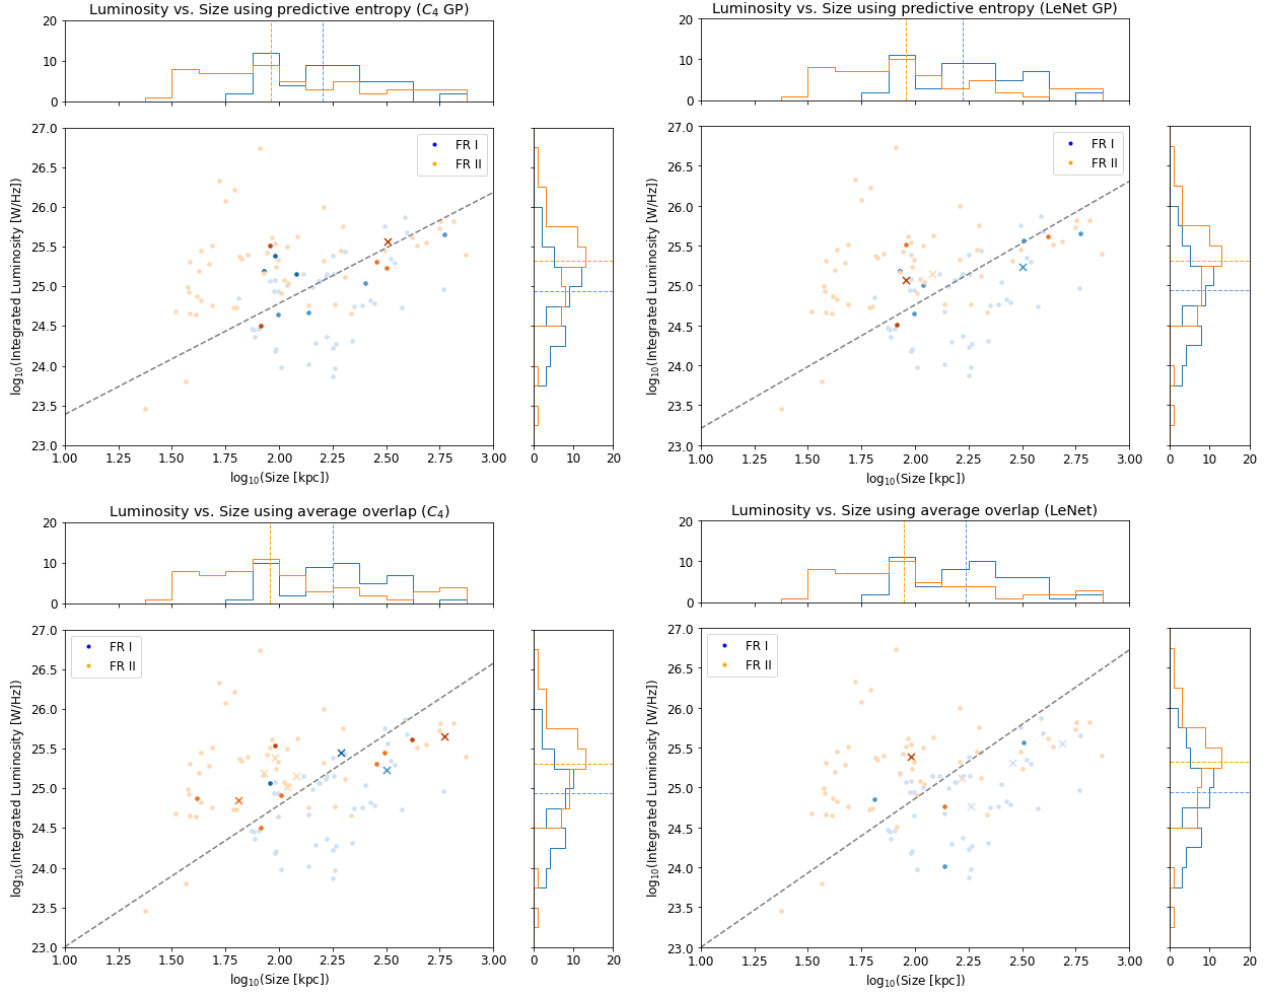 Luminosity vs. Size using predictive entropy (C₄ GP)
20
10
0
27.0
26.5
26.0
25.5
25.0
24.5
24.0
23.5
23.0
log₁₀(Integrated Luminosity [W/Hz])
FR I
FR II
1.00 1.25 1.50 1.75 2.00 2.25 2.50 2.75 3.00
log₁₀(Size [kpc])
0 10 20
Luminosity vs. Size using predictive entropy (LeNet GP)
20
10
0
27.0
26.5
26.0
25.5
25.0
24.5
24.0
23.5
23.0
log₁₀(Integrated Luminosity [W/Hz])
FR I
FR II
1.00 1.25 1.50 1.75 2.00 2.25 2.50 2.75 3.00
log₁₀(Size [kpc])
0 10 20
Luminosity vs. Size using average overlap (C₄)
20
10
0
27.0
26.5
26.0
25.5
25.0
24.5
24.0
23.5
23.0
log₁₀(Integrated Luminosity [W/Hz])
FR I
FR II
1.00 1.25 1.50 1.75 2.00 2.25 2.50 2.75 3.00
log₁₀(Size [kpc])
0 10 20
Luminosity vs. Size using average overlap (LeNet)
20
10
0
27.0
26.5
26.0
25.5
25.0
24.5
24.0
23.5
23.0
log₁₀(Integrated Luminosity [W/Hz])
FR I
FR II
1.00 1.25 1.50 1.75 2.00 2.25 2.50 2.75 3.00
log₁₀(Size [kpc])
0 10 20